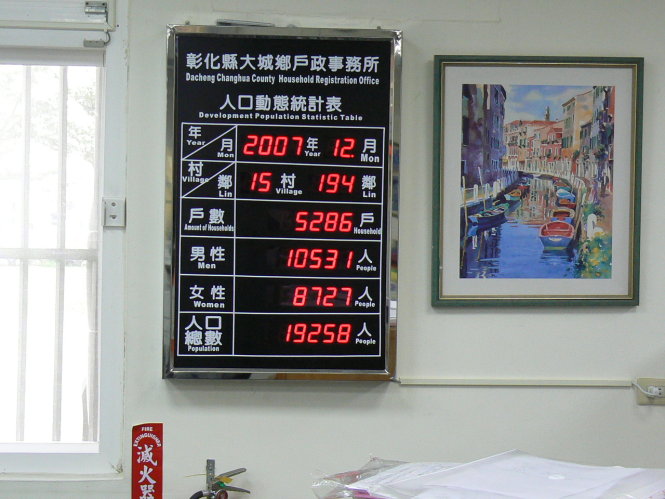 彰化縣大城鄉戶政事務所
Dacheng Changhua County Household Registration Office
人口動態統計表
Development Population Statistic Table
年 Year 月 Mon 2007 年 Year 12. 月 Mon
村 Village 鄰 Lin 15 村 Village 194 鄰 Lin
戶數 Amount of Households 5286 戶 Household
男性 Men 10531 人 People
女性 Women 8727 人 People
人口總數 Population 19258 人 People
FIRE
EXTINGUISHER
滅火器